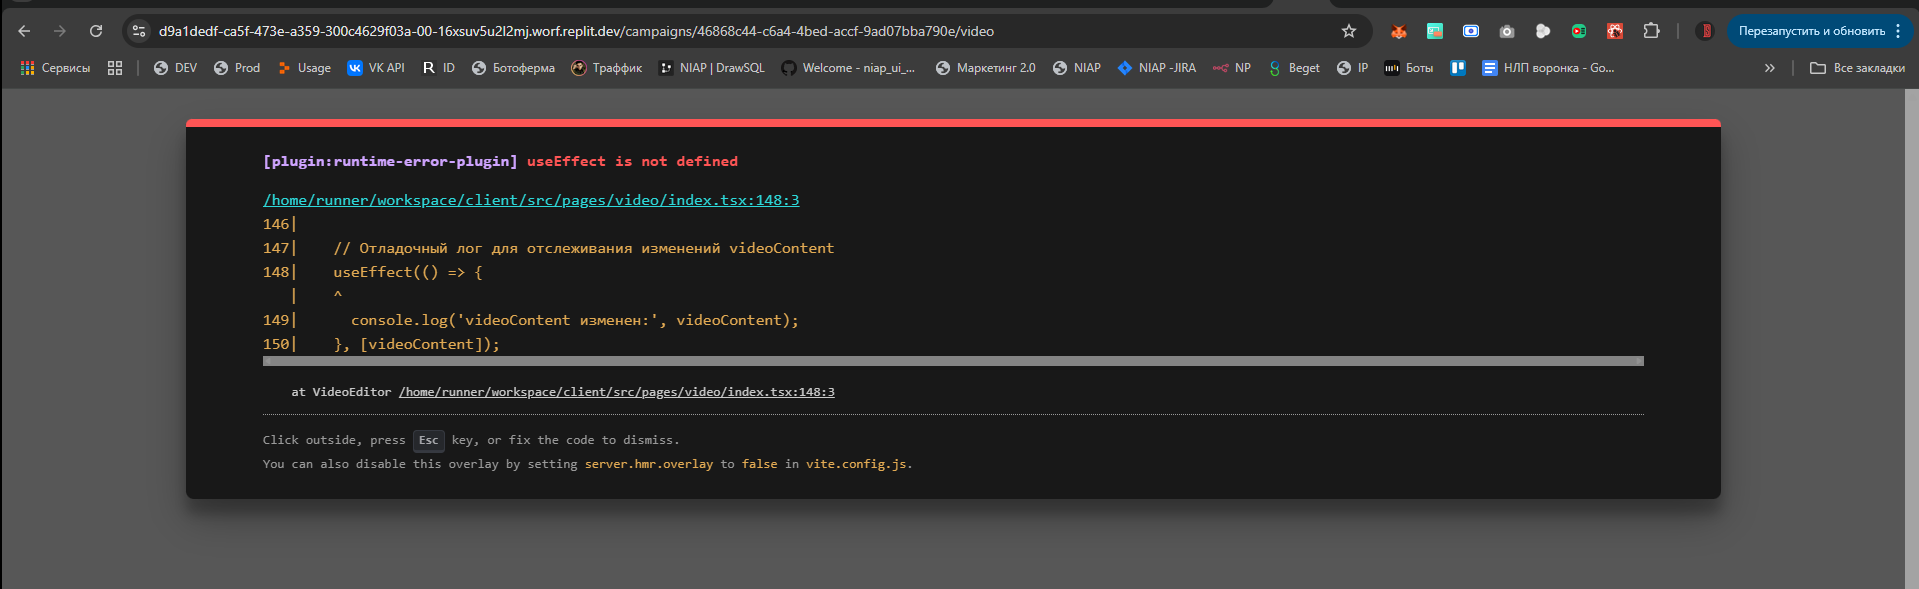 d9a1dedf-ca5f-473e-a359-300c4629f03a-00-16xsuv5u2l2mj.worf.replit.dev/campaigns/46868c44-c6a4-4bed-accf-9ad07bba790e/video
Перезапустить и обновить
Сервисы DEV Prod Usage VK API ID Ботоферма Траффик NIAP | DrawSQL Welcome - niap_ui_... Маркетинг 2.0 NIAP NIAP -JIRA NP Beget IP Боты НЛП воронка - Go... » Все закладки
[plugin:runtime-error-plugin] useEffect is not defined
/home/runner/workspace/client/src/pages/video/index.tsx:148:3
146|
147|    // Отладочный лог для отслеживания изменений videoContent
148|    useEffect(() => {
   |    ^
149|      console.log('videoContent изменен:', videoContent);
150|    }, [videoContent]);
at VideoEditor /home/runner/workspace/client/src/pages/video/index.tsx:148:3
Click outside, press Esc key, or fix the code to dismiss.
You can also disable this overlay by setting server.hmr.overlay to false in vite.config.js.